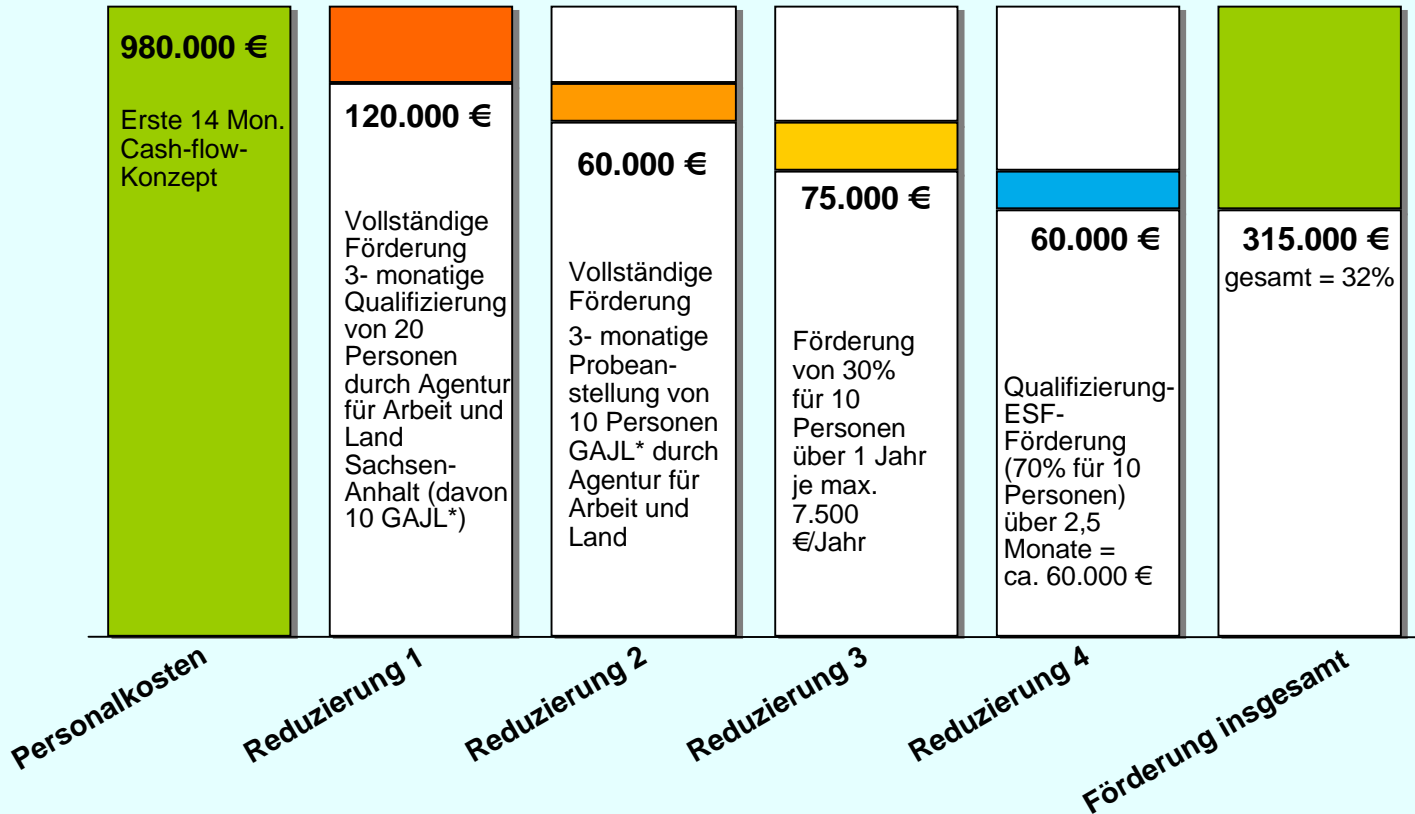 980.000 €
Erste 14 Mon.
Cash-flow-
Konzept
120.000 €
Vollständige
Förderung
3- monatige
Qualifizierung
von 20
Personen
durch Agentur
für Arbeit und
Land
Sachsen-
Anhalt (davon
10 GAJL*)
60.000 €
Vollständige
Förderung
3- monatige
Probean-
stellung von
10 Personen
GAJL* durch
Agentur für
Arbeit und
Land
75.000 €
Förderung
von 30%
für 10
Personen
über 1 Jahr
je max.
7.500
€/Jahr
60.000 €
Qualifizierung-
ESF-
Förderung
(70% für 10
Personen)
über 2,5
Monate =
ca. 60.000 €
315.000 €
gesamt = 32%
Personalkosten
Reduzierung 1
Reduzierung 2
Reduzierung 3
Reduzierung 4
Förderung insgesamt